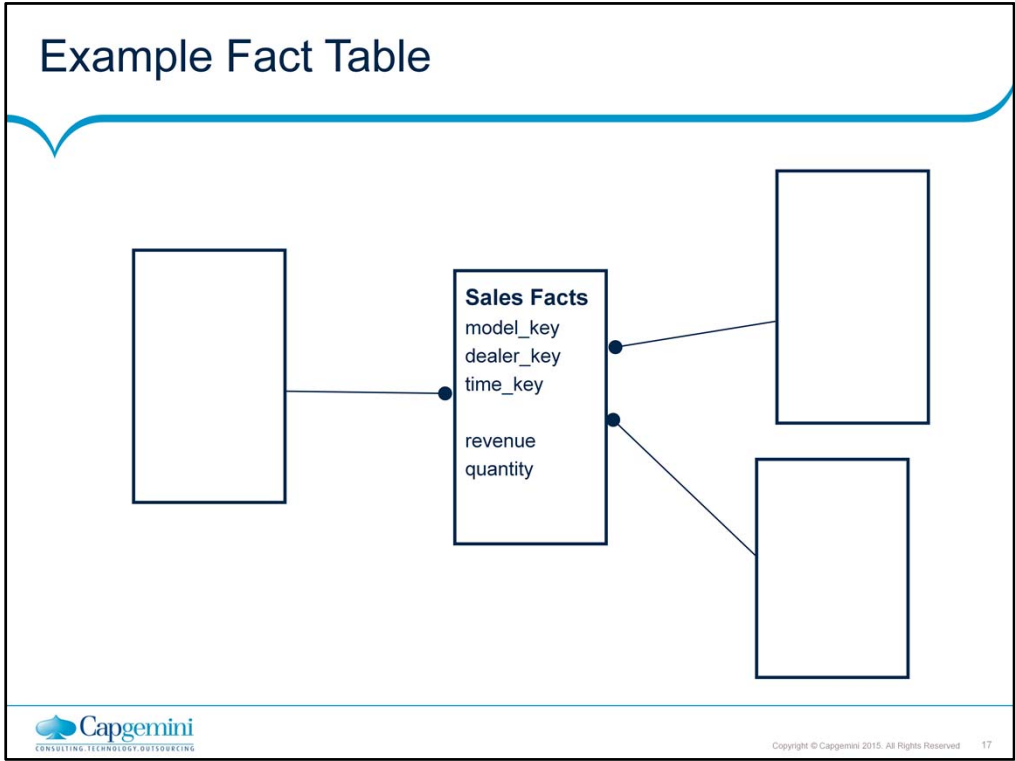 Example Fact Table
Sales Facts
model_key
dealer_key
time_key
revenue
quantity
Capgemini
CONSULTING.TECHNOLOGY.OUTSOURCING
Copyright © Capgemini 2015. All Rights Reserved 17